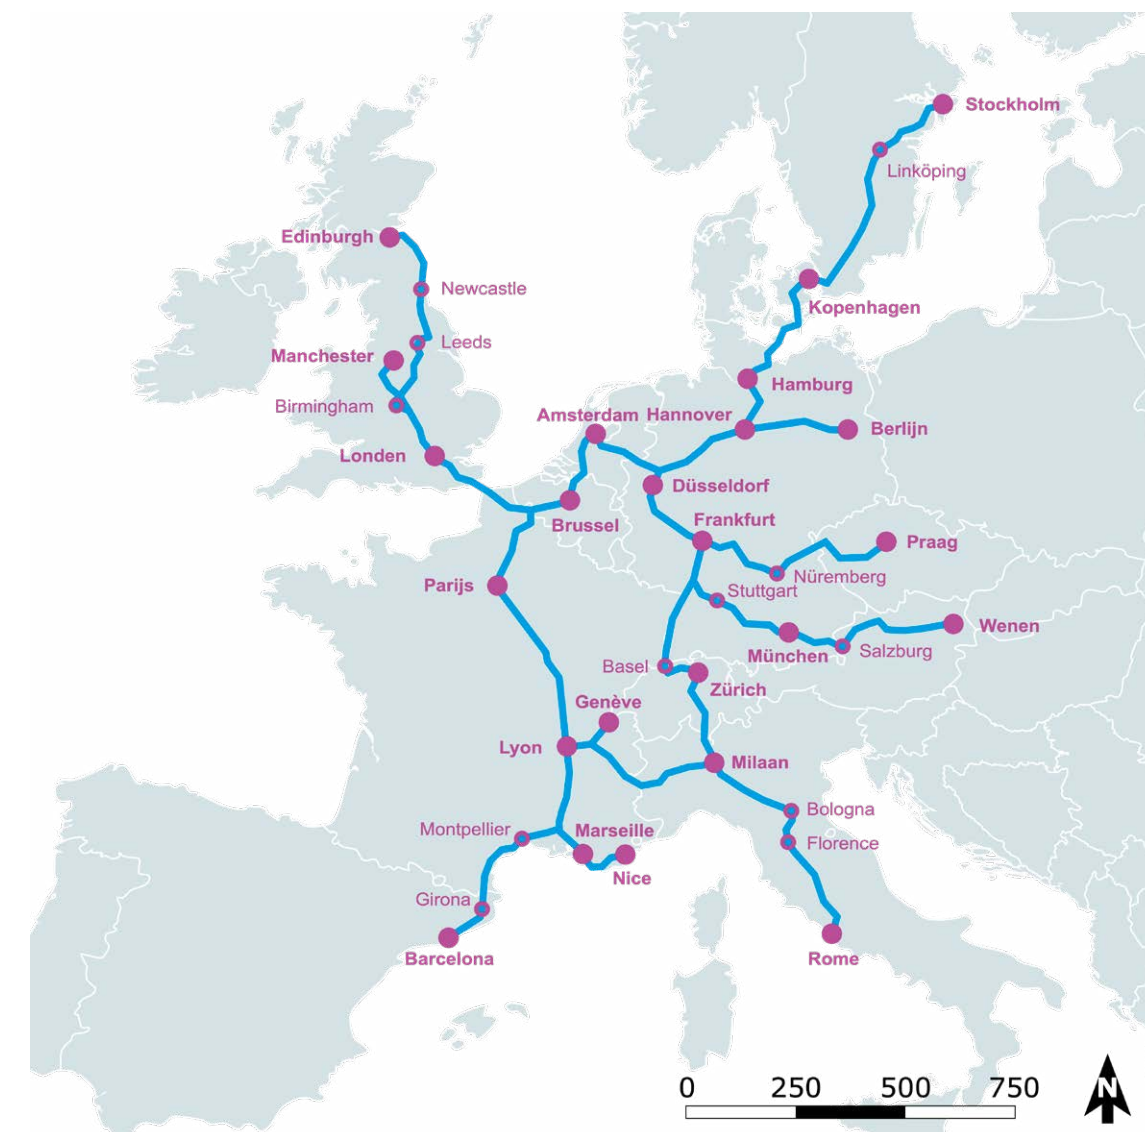 Stockholm
Linköping
Edinburgh
Newcastle
Kopenhagen
Leeds
Manchester
Hamburg
Birmingham
Amsterdam
Hannover
Berlijn
Londen
Düsseldorf
Brussel
Frankfurt
Praag
Nüremberg
Parijs
Stuttgart
Wenen
Salzburg
München
Basel
Zürich
Genève
Lyon
Milaan
Bologna
Montpellier
Marseille
Florence
Nice
Girona
Barcelona
Rome
0 250 500 750
N